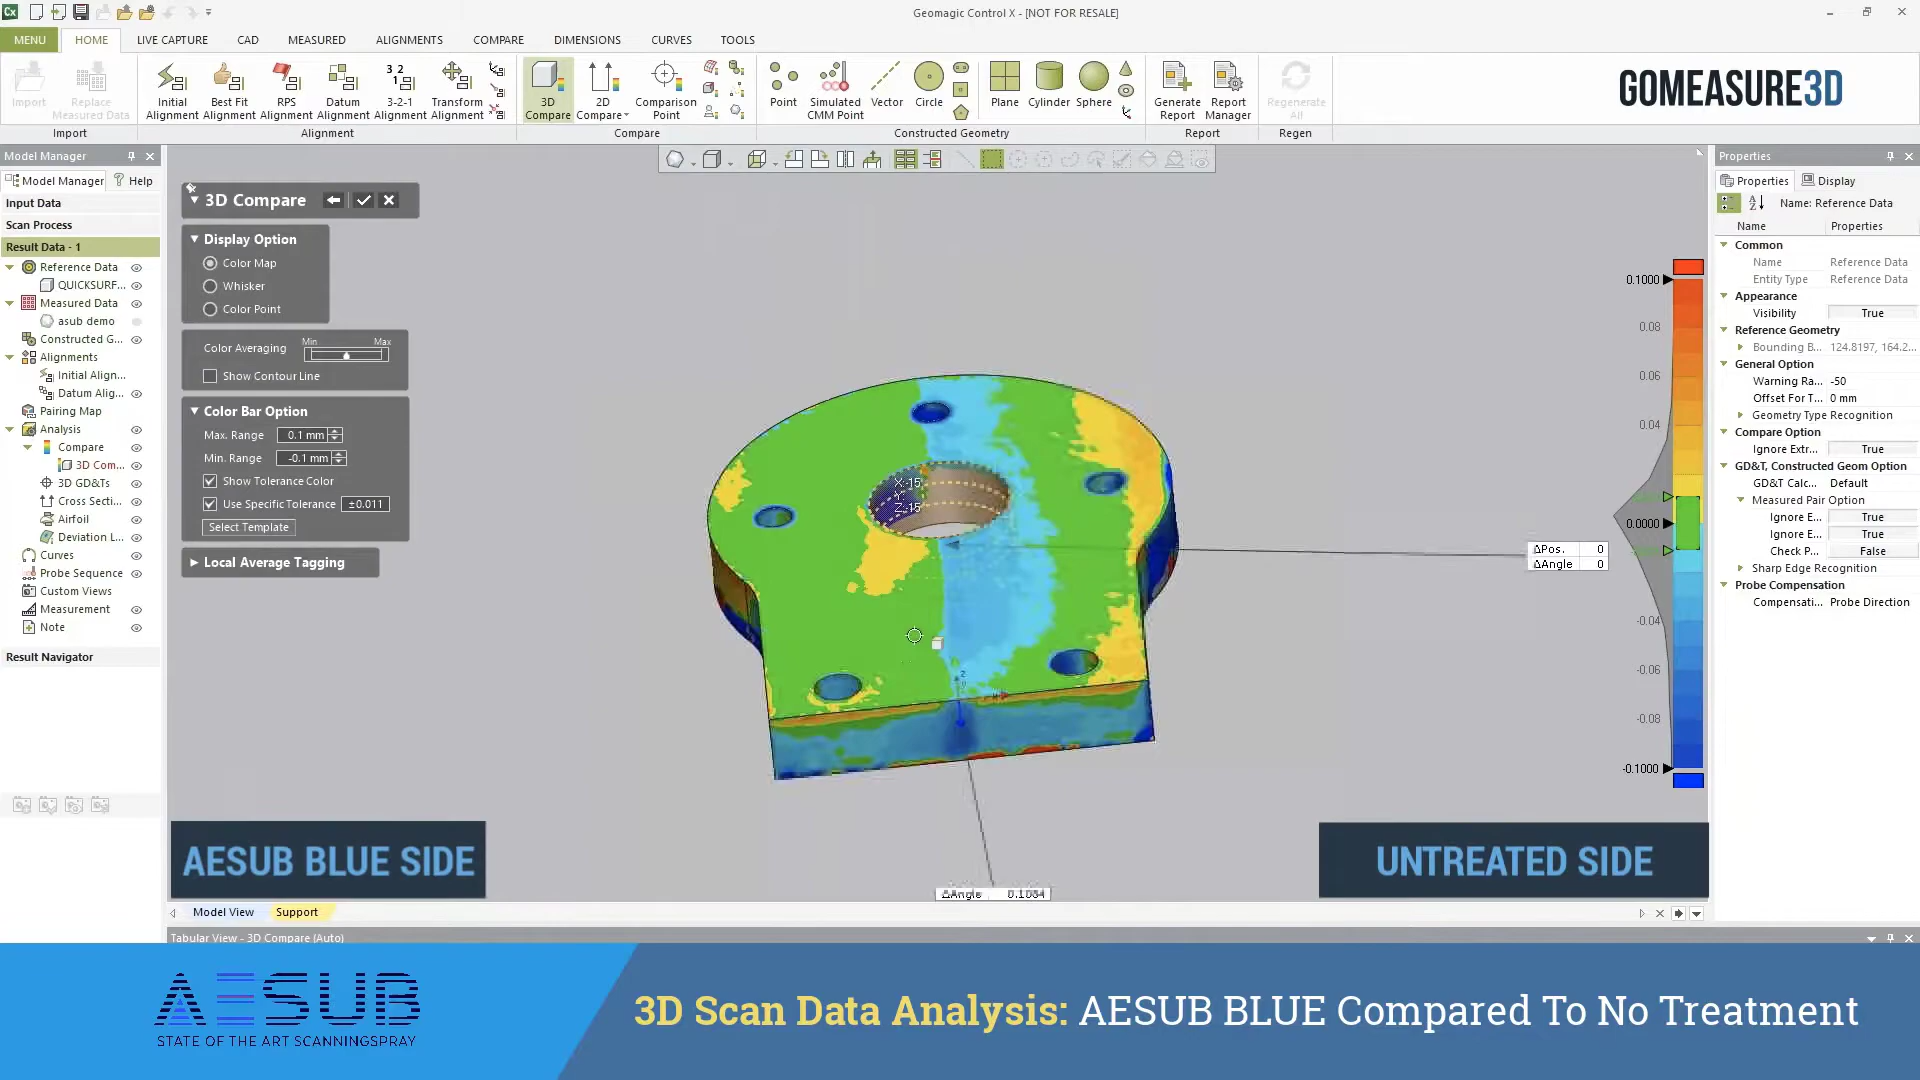 Geomagic Control X - [NOT FOR RESALE]
MENU HOME LIVE CAPTURE CAD MEASURED ALIGNMENTS COMPARE DIMENSIONS CURVES TOOLS
Import
Replace Measured Data
Initial Alignment
Best Fit Alignment
RPS Alignment
Datum Alignment
3-2-1 Alignment
Transform Alignment
3D Compare
2D Compare
Comparison Point
Point
Simulated CMM Point
Vector
Circle
Plane
Cylinder
Sphere
Generate Report
Report Manager
Regenerate All
Import Alignment Compare Constructed Geometry Report Regen
GOMEASURE3D
Model Manager
Model Manager Help
Input Data
Scan Process
Result Data - 1
Reference Data
QUICKSURF...
Measured Data
asub demo
Constructed G...
Alignments
Initial Align...
Datum Alig...
Pairing Map
Analysis
Compare
3D Com...
3D GD&Ts
Cross Secti...
Airfoil
Deviation L...
Curves
Probe Sequence
Custom Views
Measurement
Note
Result Navigator
3D Compare
Display Option
Color Map
Whisker
Color Point
Color Averaging Min Max
Show Contour Line
Color Bar Option
Max. Range 0.1 mm
Min. Range -0.1 mm
Show Tolerance Color
Use Specific Tolerance ±0.011
Select Template
Local Average Tagging
X:-15
Y:
Z:-15
ΔPos. 0
ΔAngle 0
ΔAngle 0.1084
0.1000
0.08
0.06
0.04
0.0000
-0.04
-0.06
-0.08
-0.1000
Properties
Properties Display
Name: Reference Data
Name Properties
Common
Name Reference Data
Entity Type Reference Data
Appearance
Visibility True
Reference Geometry
Bounding B... 124.8197, 164.2...
General Option
Warning Ra... -50
Offset For T... 0 mm
Geometry Type Recognition
Compare Option
Ignore Extr... True
GD&T, Constructed Geom Option
GD&T Calc... Default
Measured Pair Option
Ignore E... True
Ignore E... True
Check P... False
Sharp Edge Recognition
Probe Compensation
Compensati... Probe Direction
AESUB BLUE SIDE
UNTREATED SIDE
Model View Support
Tabular View - 3D Compare (Auto)
AESUB
STATE OF THE ART SCANNINGSPRAY
3D Scan Data Analysis: AESUB BLUE Compared To No Treatment